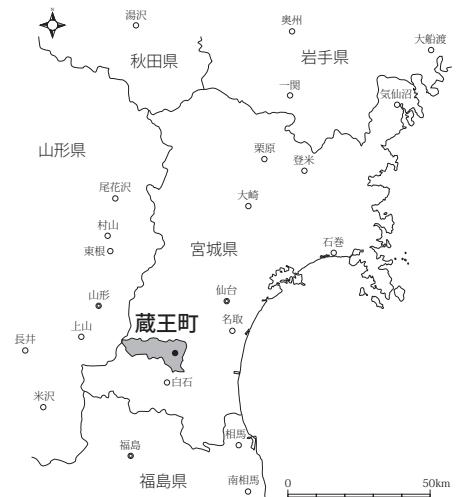 N
湯沢
奥州
大船渡
秋田県
岩手県
一関
気仙沼
山形県
栗原
登米
尾花沢
大崎
村山
東根
宮城県
石巻
山形
仙台
蔵王町
名取
上山
長井
白石
米沢
福島
相馬
福島県
南相馬
0
50km